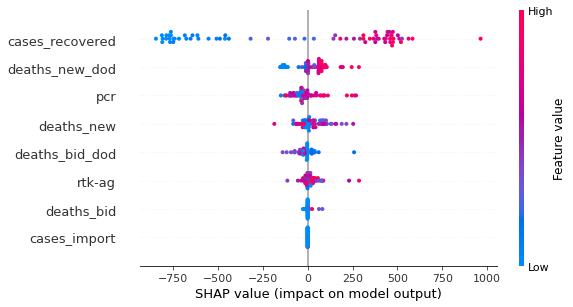 High
cases_recovered
deaths_new_dod
pcr
deaths_new
deaths_bid_dod
rtk-ag
deaths_bid
cases_import
Feature value
Low
−750 −500 −250 0 250 500 750 1000
SHAP value (impact on model output)